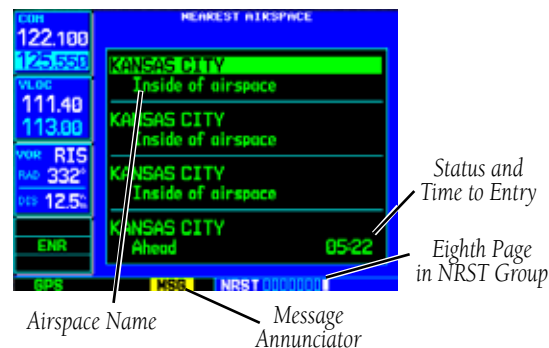 COM
NEAREST AIRSPACE
122.100
125.550
KANSAS CITY
Inside of airspace
VLOC
111.40
113.00
KANSAS CITY
Inside of airspace
VOR RIS
RAD 332°
DIS 12.5
KANSAS CITY
Inside of airspace
KANSAS CITY
Ahead 05:22
ENR
GPS
MSG
NRST
Status and
Time to Entry
Eighth Page
in NRST Group
Airspace Name
Message
Annunciator